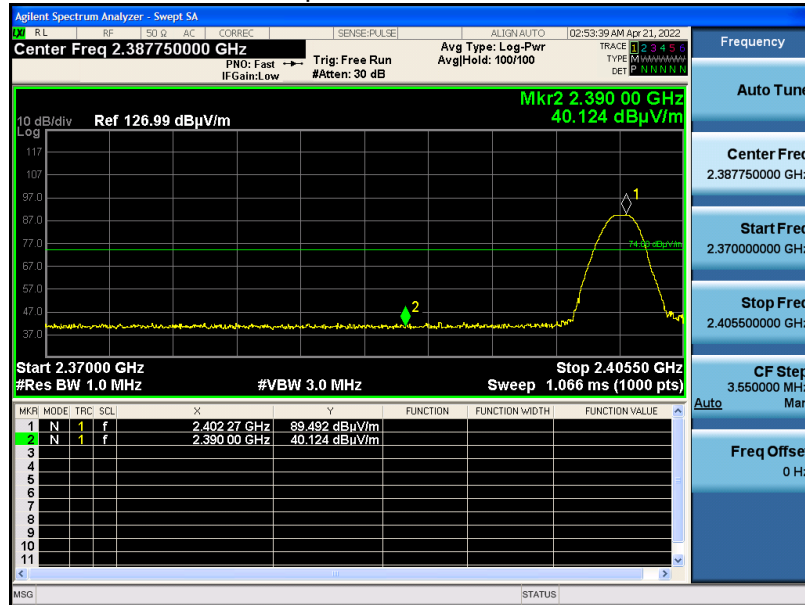 Agilent Spectrum Analyzer - Swept SA
LXI RL RF 50 Ω AC CORREC SENSE:PULSE ALIGN AUTO 02:53:39 AM Apr 21, 2022
Center Freq 2.387750000 GHz
PNO: Fast
IFGain:Low
Trig: Free Run
#Atten: 30 dB
Avg Type: Log-Pwr
Avg|Hold: 100/100
TRACE 1 2 3 4 5 6
TYPE M
DET P N N N N N
Mkr2 2.390 00 GHz
40.124 dBµV/m
10 dB/div Ref 126.99 dBµV/m
Log
117
107
97.0
87.0
77.0
67.0
57.0
47.0
37.0
1
2
74.00 dBµV/m
Start 2.37000 GHz Stop 2.40550 GHz
#Res BW 1.0 MHz #VBW 3.0 MHz Sweep 1.066 ms (1000 pts)
MKR MODE TRC SCL X Y FUNCTION FUNCTION WIDTH FUNCTION VALUE
1 N 1 f 2.402 27 GHz 89.492 dBµV/m
2 N 1 f 2.390 00 GHz 40.124 dBµV/m
3
4
5
6
7
8
9
10
11
MSG STATUS
Frequency
Auto Tune
Center Freq
2.387750000 GHz
Start Freq
2.370000000 GHz
Stop Freq
2.405500000 GHz
CF Step
3.550000 MHz
Auto Man
Freq Offset
0 Hz